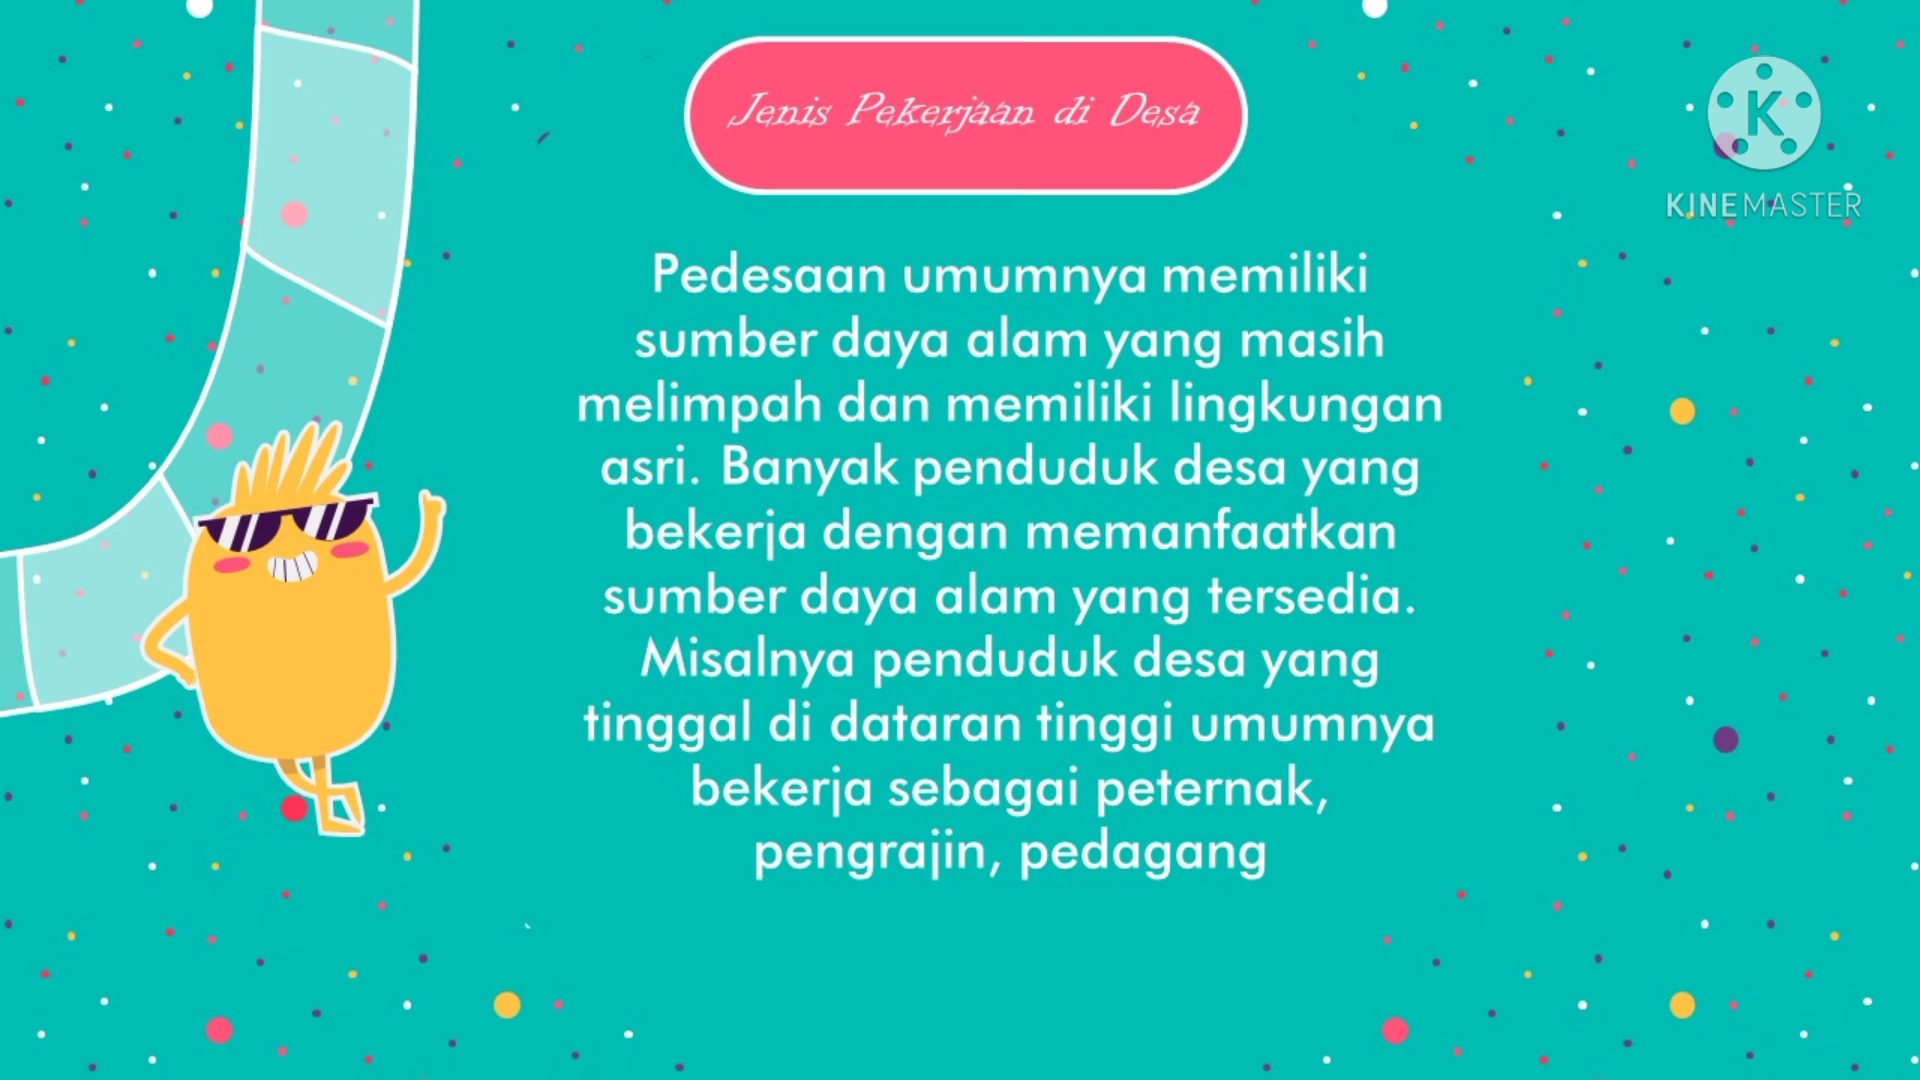 Jenis Pekerjaan di Desa
K
KINEMASTER
Pedesaan umumnya memiliki
sumber daya alam yang masih
melimpah dan memiliki lingkungan
asri. Banyak penduduk desa yang
bekerja dengan memanfaatkan
sumber daya alam yang tersedia.
Misalnya penduduk desa yang
tinggal di dataran tinggi umumnya
bekerja sebagai peternak,
pengrajin, pedagang